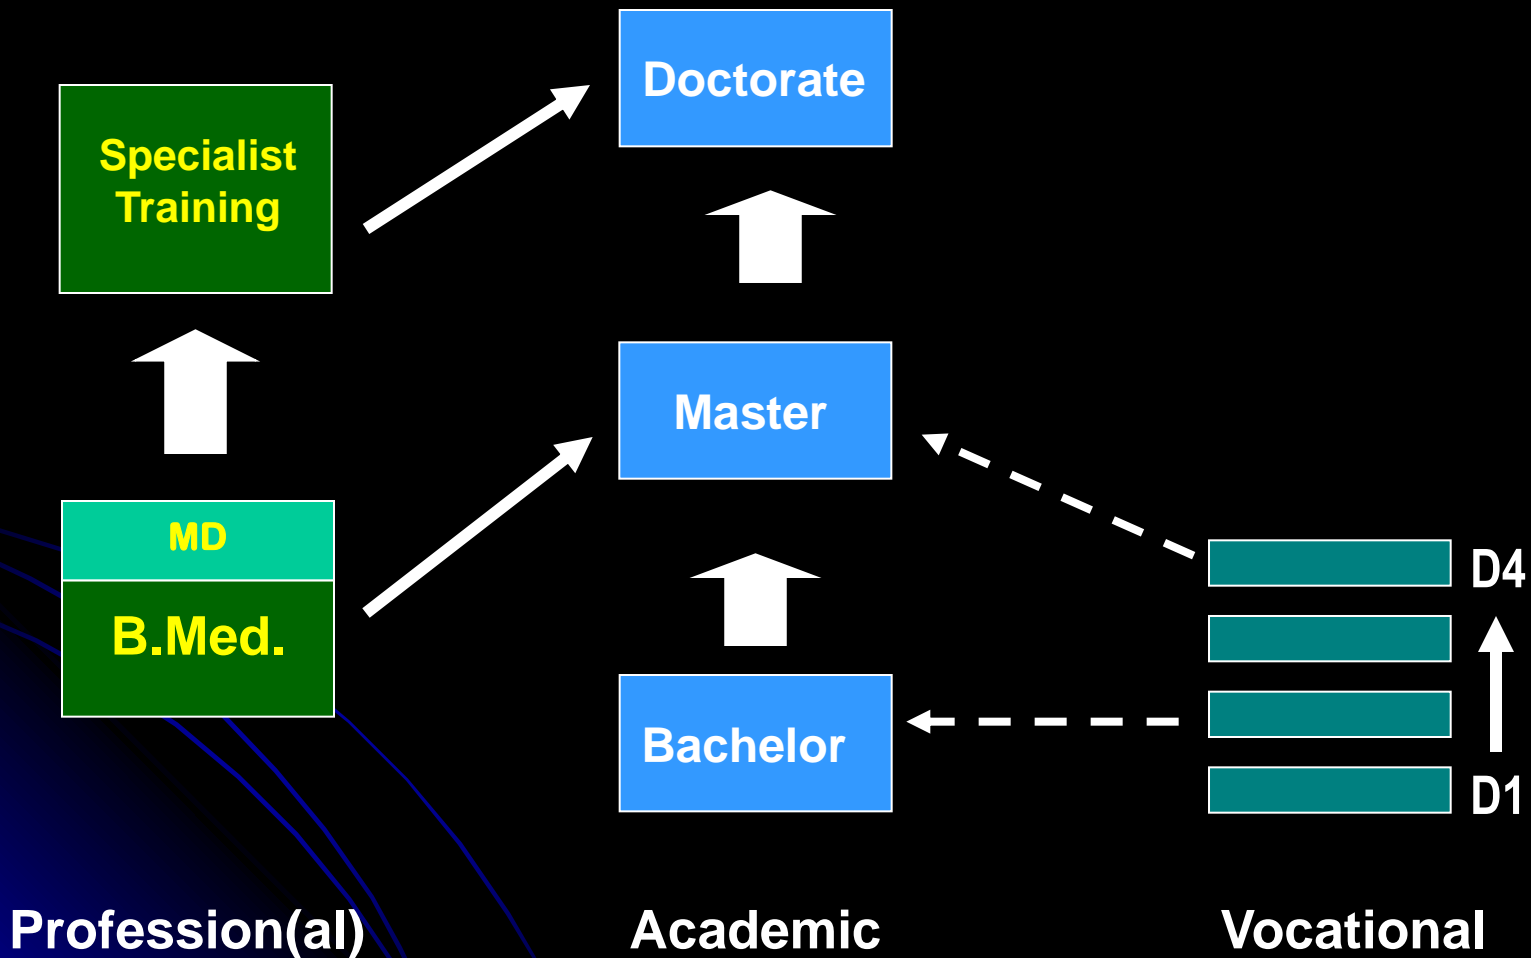 Doctorate
Specialist
Training
Master
MD
B.Med.
Bachelor
D4
D1
Profession(al)
Academic
Vocational